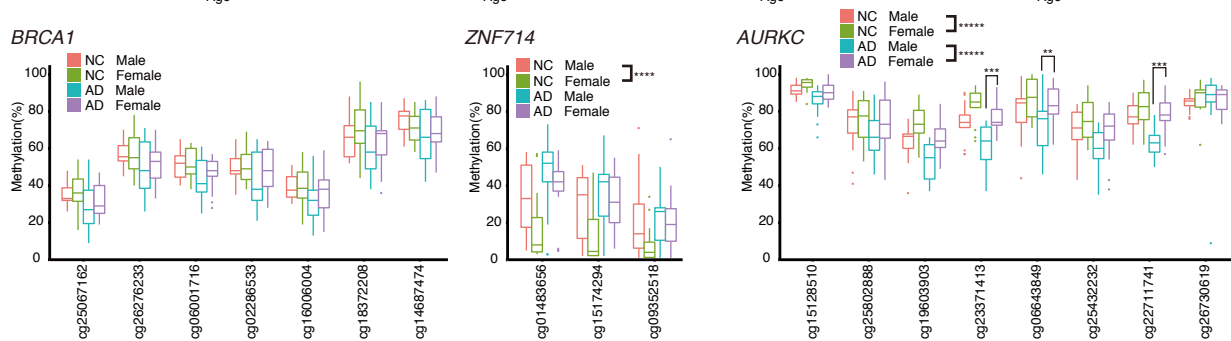 BRCA1
NC Male
NC Female
AD Male
AD Female
Methylation(%)
100
80
60
40
20
0
cg25067162
cg26276233
cg06001716
cg02286533
cg16006004
cg18372208
cg14687474
ZNF714
NC Male
NC Female
AD Male
AD Female
****
Methylation(%)
100
80
60
40
20
0
cg01483656
cg15174294
cg09352518
AURKC
NC Male
NC Female
AD Male
AD Female
*****
*****
***
**
***
Methylation(%)
100
80
60
40
20
0
cg15128510
cg25802888
cg19603903
cg23371413
cg06643849
cg25432232
cg22711741
cg26730619